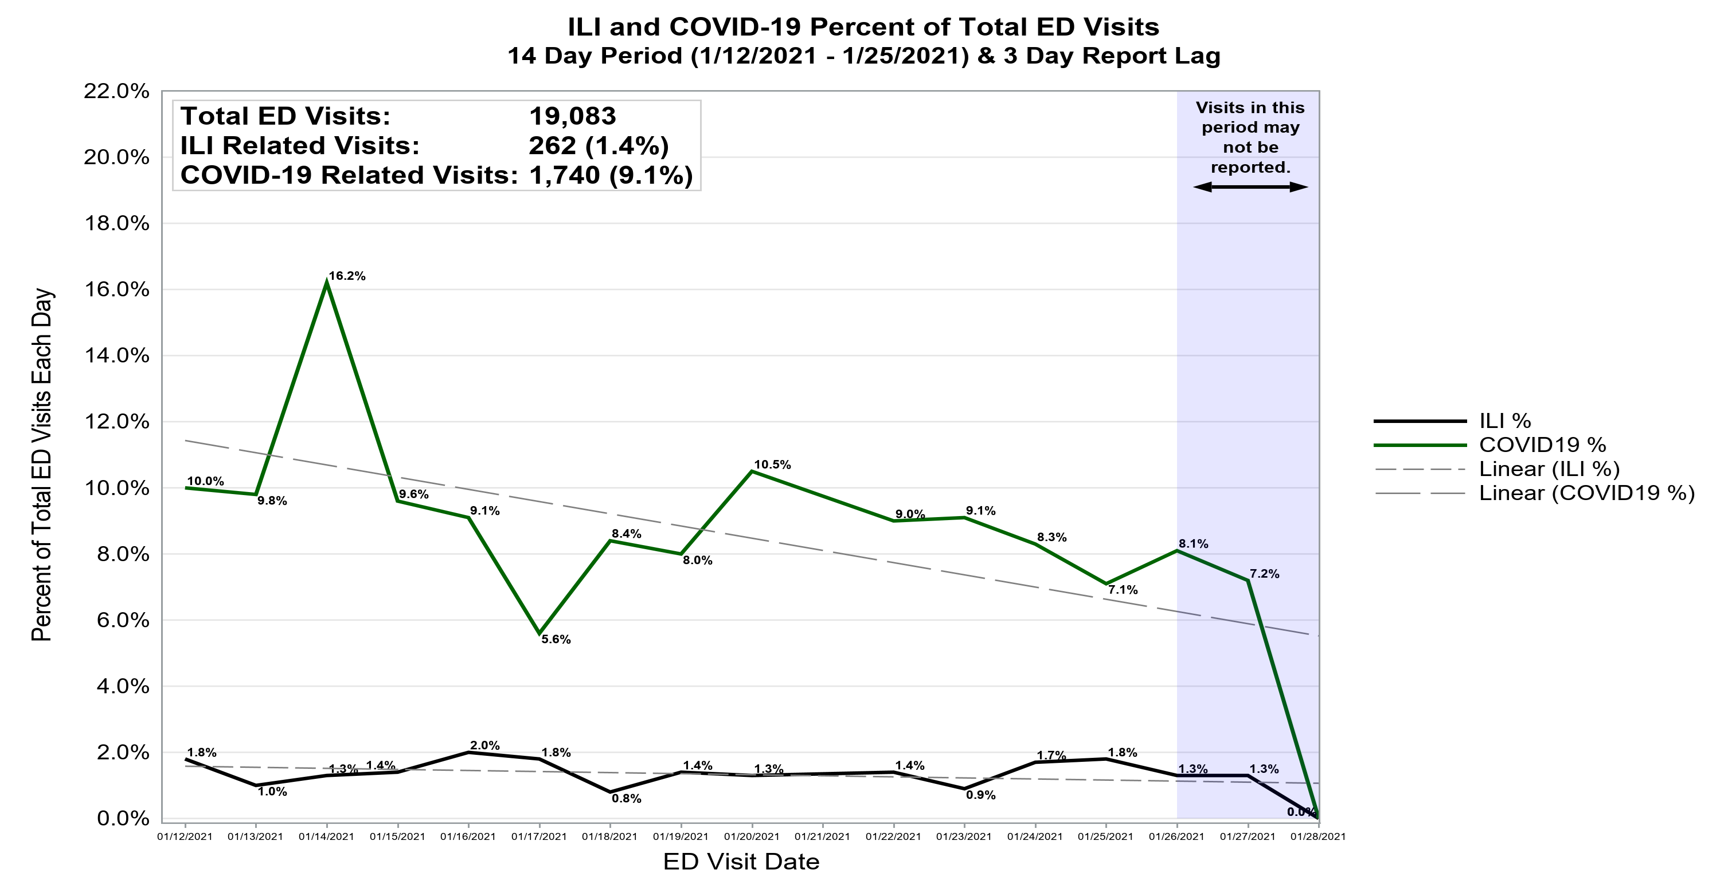 ILI and COVID-19 Percent of Total ED Visits
14 Day Period (1/12/2021 - 1/25/2021) & 3 Day Report Lag
Percent of Total ED Visits Each Day
22.0%
20.0%
18.0%
16.0%
14.0%
12.0%
10.0%
8.0%
6.0%
4.0%
2.0%
0.0%
Total ED Visits: 19,083
ILI Related Visits: 262 (1.4%)
COVID-19 Related Visits: 1,740 (9.1%)
Visits in this
period may
not be
reported.
10.0%
9.8%
16.2%
9.6%
9.1%
5.6%
8.4%
8.0%
10.5%
9.0%
9.1%
8.3%
7.1%
8.1%
7.2%
1.8%
1.0%
1.3%
1.4%
2.0%
1.8%
0.8%
1.4%
1.3%
1.4%
0.9%
1.7%
1.8%
1.3%
1.3%
0.0%
01/12/2021 01/13/2021 01/14/2021 01/15/2021 01/16/2021 01/17/2021 01/18/2021 01/19/2021 01/20/2021 01/21/2021 01/22/2021 01/23/2021 01/24/2021 01/25/2021 01/26/2021 01/27/2021 01/28/2021
ED Visit Date
ILI %
COVID19 %
Linear (ILI %)
Linear (COVID19 %)